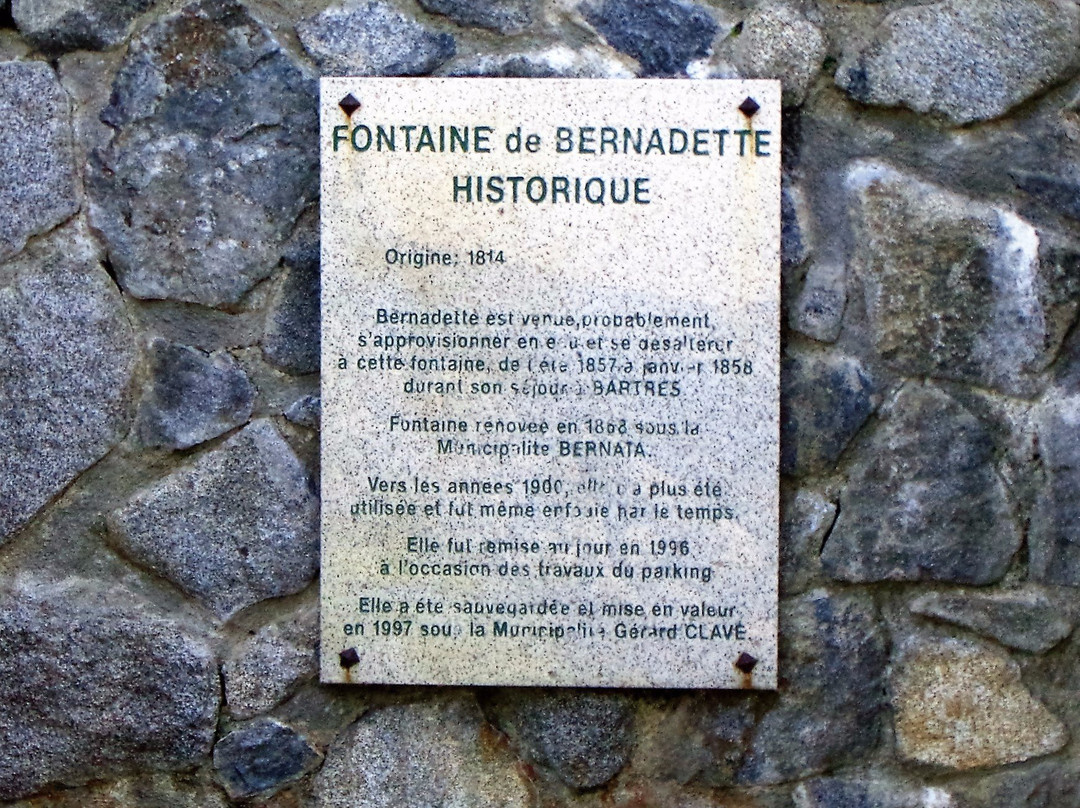 FONTAINE de BERNADETTE
HISTORIQUE
Origine: 1814
Bernadette est venue, probablement,
s'approvisionner en eau et se désaltérer
à cette fontaine, de l'été 1857 à janvier 1858
durant son séjour à BARTRES.
Fontaine rénovée en 1868 sous la
Municipalité BERNATA.
Vers les années 1900, elle n'a plus été
utilisée et fut même enfouie par le temps.
Elle fut remise au jour en 1996
à l'occasion des travaux du parking
Elle a été sauvegardée et mise en valeur
en 1997 sous la Municipalité Gérard CLAVÉ.